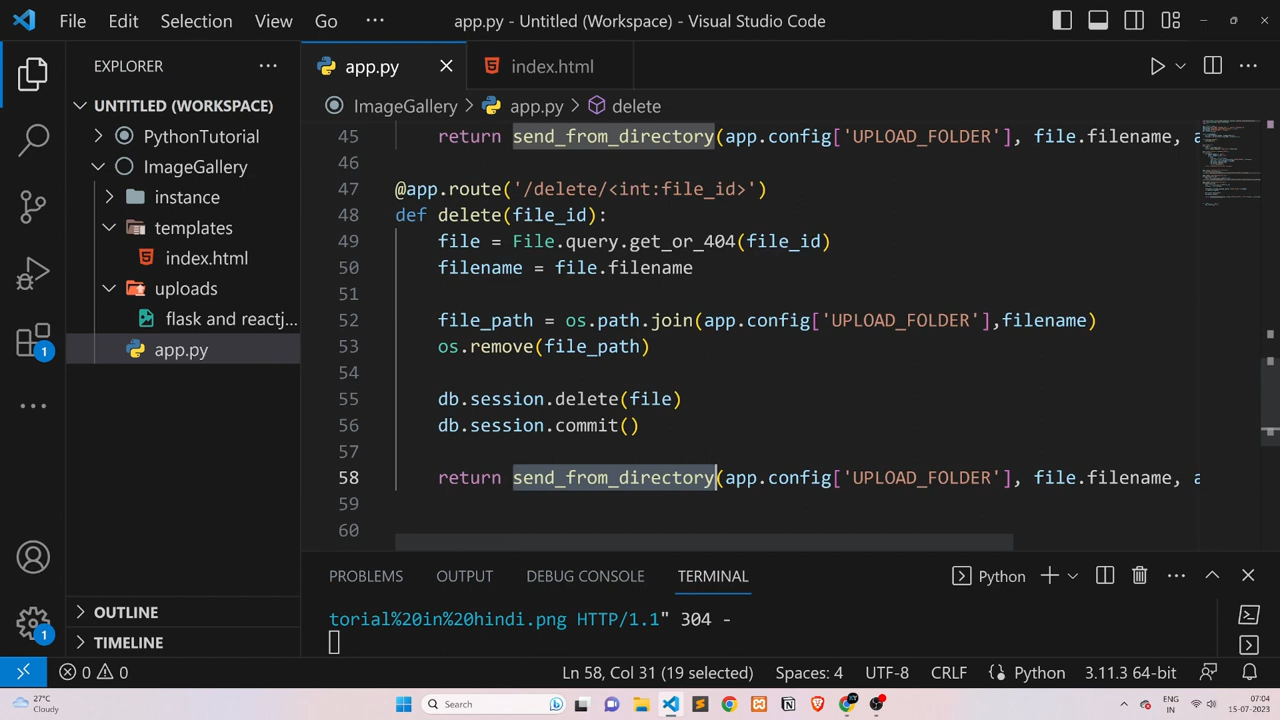 File Edit Selection View Go ··· app.py - Untitled (Workspace) - Visual Studio Code
EXPLORER ···
app.py
index.html
UNTITLED (WORKSPACE)
PythonTutorial
ImageGallery
instance
templates
index.html
uploads
flask and reactj...
app.py
OUTLINE
TIMELINE
1
1
ImageGallery > app.py > delete
45 return send_from_directory(app.config['UPLOAD_FOLDER'], file.filename, a
46
47 @app.route('/delete/<int:file_id>')
48 def delete(file_id):
49 file = File.query.get_or_404(file_id)
50 filename = file.filename
51
52 file_path = os.path.join(app.config['UPLOAD_FOLDER'],filename)
53 os.remove(file_path)
54
55 db.session.delete(file)
56 db.session.commit()
57
58 return send_from_directory(app.config['UPLOAD_FOLDER'], file.filename, a
59
60
PROBLEMS OUTPUT DEBUG CONSOLE TERMINAL Python
torial%20in%20hindi.png HTTP/1.1" 304 -
0 0 Ln 58, Col 31 (19 selected) Spaces: 4 UTF-8 CRLF Python 3.11.3 64-bit
27°C
Cloudy
Search
ENG
IN
07:04
15-07-2023